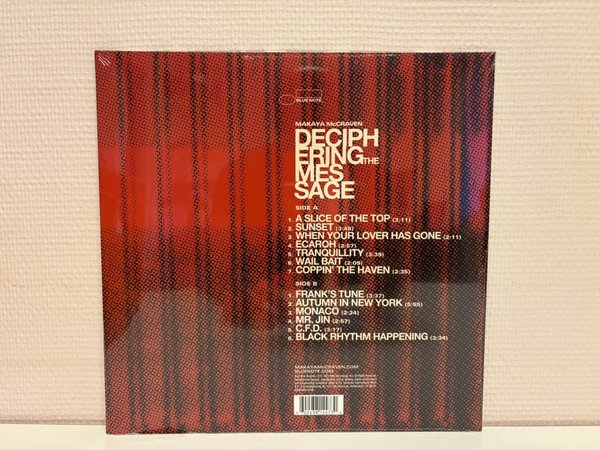 BLUE NOTE
MAKAYA McCRAVEN
DECIPH
ERING THE
MES
SAGE
SIDE A
1. A SLICE OF THE TOP (3:11)
2. SUNSET (3:48)
3. WHEN YOUR LOVER HAS GONE (2:11)
4. ECAROH (2:57)
5. TRANQUILLITY (3:39)
6. WAIL BAIT (2:09)
7. COPPIN' THE HAVEN (2:35)
SIDE B
1. FRANK'S TUNE (3:37)
2. AUTUMN IN NEW YORK (5:55)
3. MONACO (2:24)
4. MR. JIN (2:57)
5. C.F.D. (3:17)
6. BLACK RHYTHM HAPPENING (3:34)
MAKAYAMcCRAVEN.COM
BLUENOTE.COM